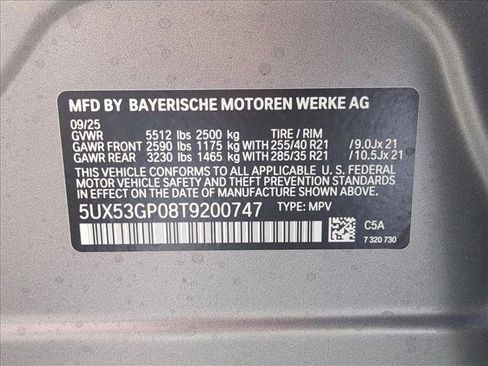 MFD BY BAYERISCHE MOTOREN WERKE AG
09/25
GVWR 5512 lbs 2500 kg TIRE / RIM
GAWR FRONT 2590 lbs 1175 kg WITH 255/40 R21 /9.0Jx 21
GAWR REAR 3230 lbs 1465 kg WITH 285/35 R21 /10.5Jx 21
THIS VEHICLE CONFORMS TO ALL APPLICABLE U. S. FEDERAL
MOTOR VEHICLE SAFETY, BUMPER, AND THEFT PREVENTION
STANDARDS IN EFFECT ON THE DATE OF MANUFACTURE SHOWN ABOVE.
5UX53GP08T9200747 TYPE: MPV
C5A
7 320 730